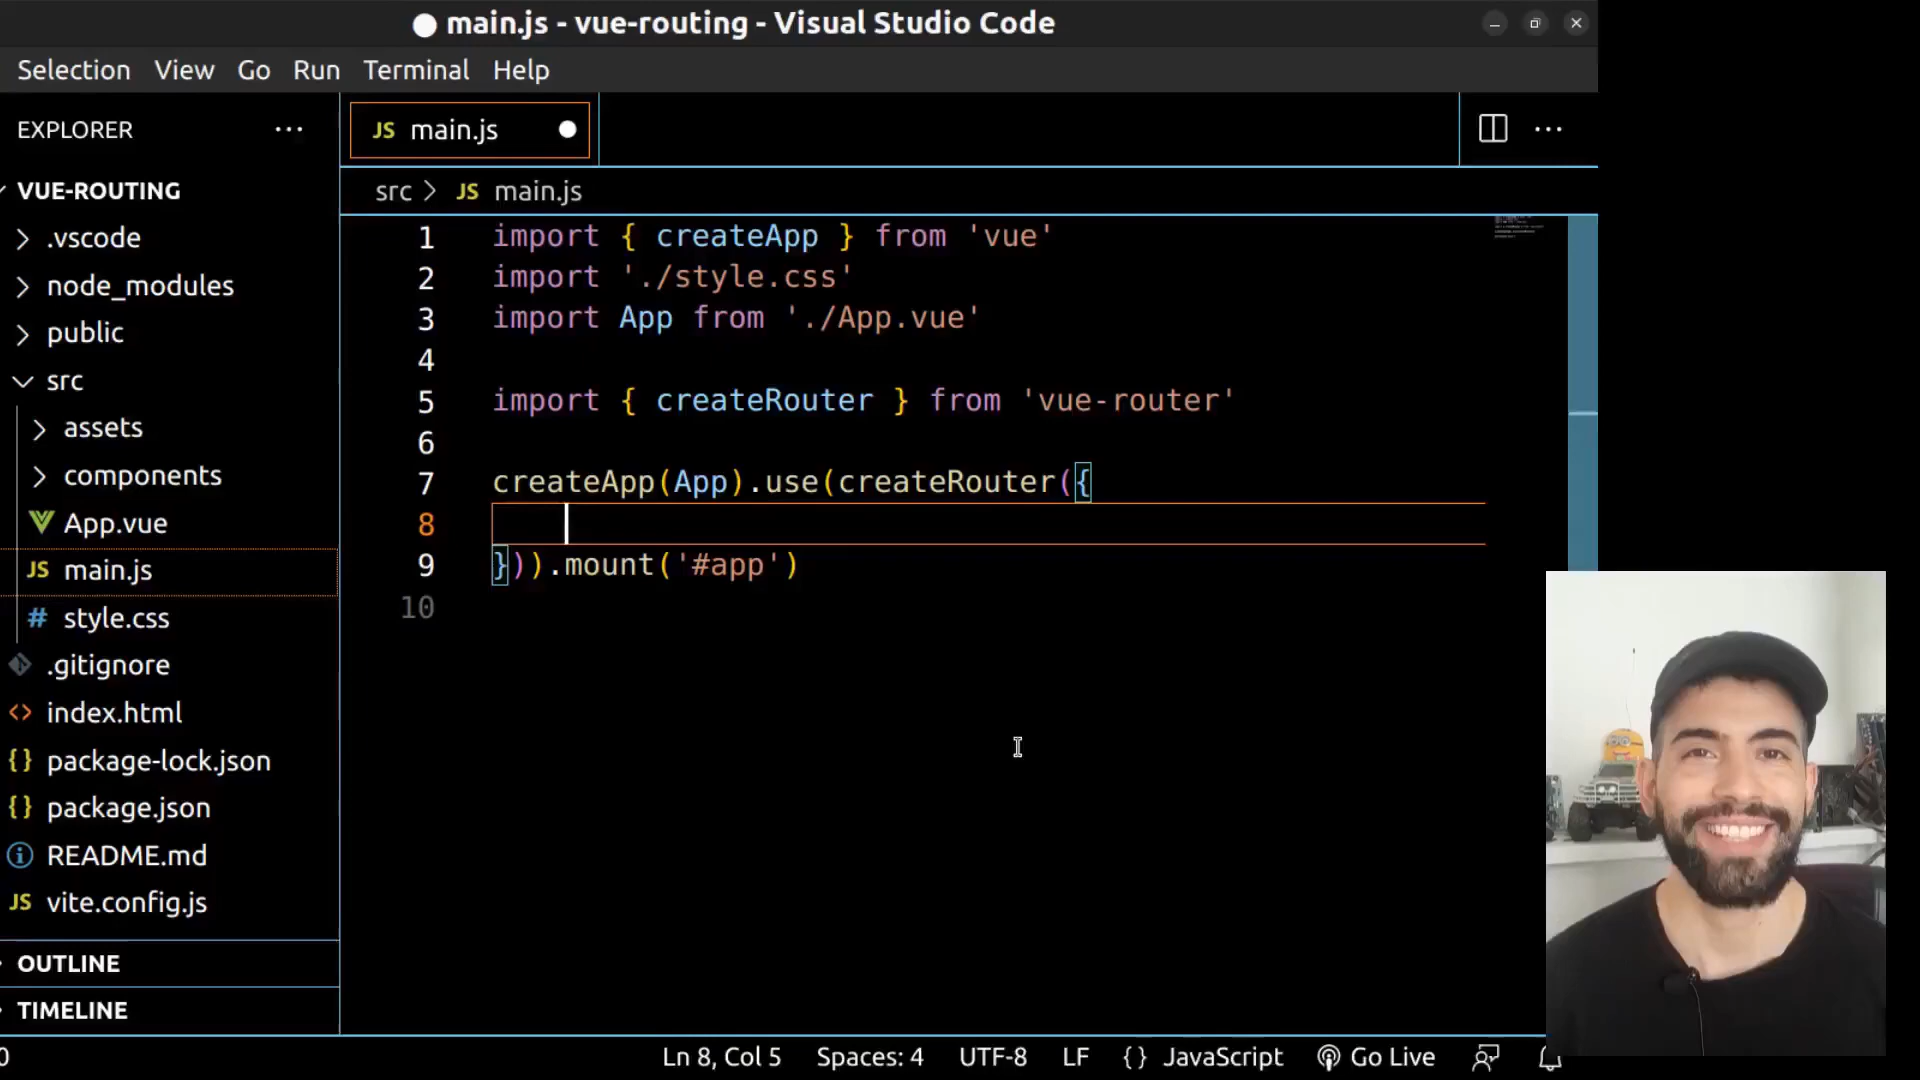 main.js - vue-routing - Visual Studio Code
Selection View Go Run Terminal Help
EXPLORER ···
VUE-ROUTING
.vscode
node_modules
public
src
assets
components
App.vue
JS main.js
# style.css
.gitignore
<> index.html
{} package-lock.json
{} package.json
README.md
JS vite.config.js
OUTLINE
TIMELINE
JS main.js
src > JS main.js
1 import { createApp } from 'vue'
2 import './style.css'
3 import App from './App.vue'
4
5 import { createRouter } from 'vue-router'
6
7 createApp(App).use(createRouter({
8
9 })).mount('#app')
10
0 Ln 8, Col 5 Spaces: 4 UTF-8 LF {} JavaScript Go Live